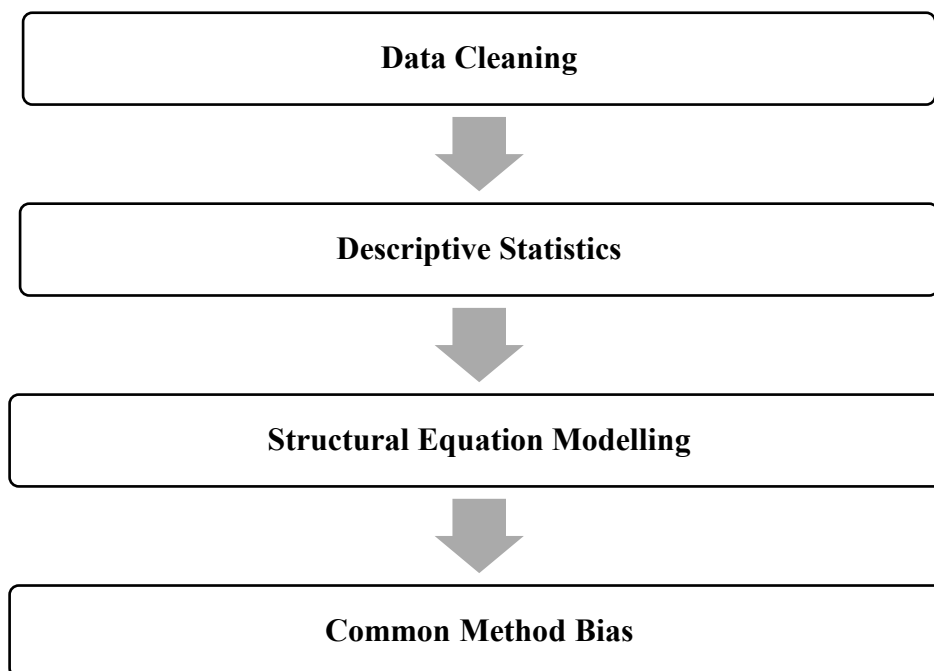 Data Cleaning
Descriptive Statistics
Structural Equation Modelling
Common Method Bias